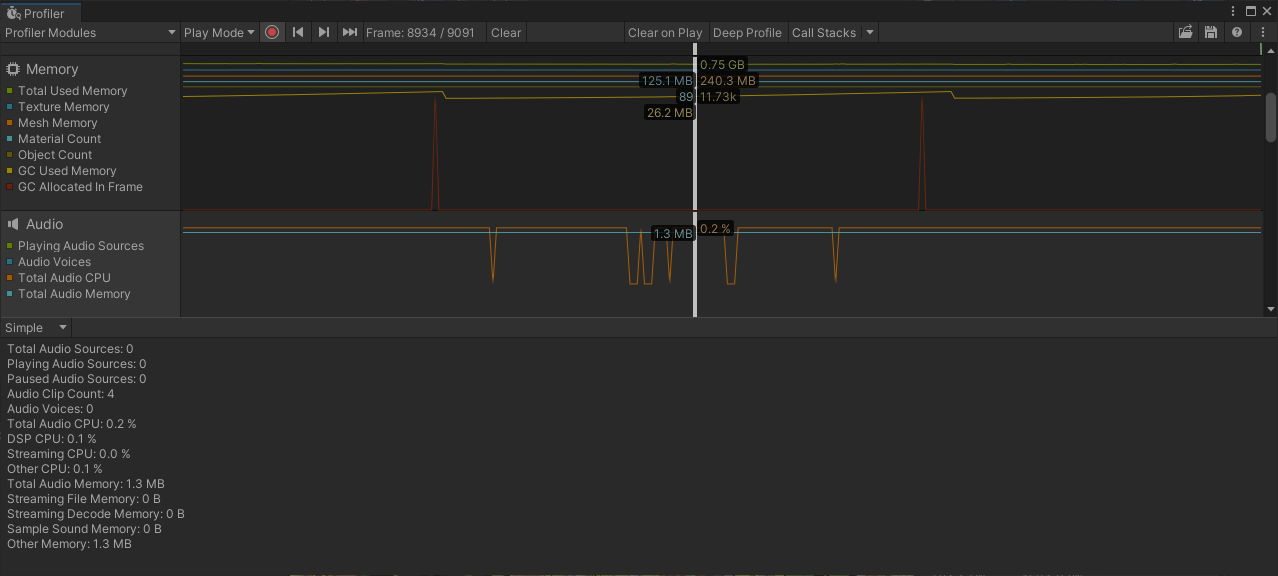 Profiler
Profiler Modules Play Mode Frame: 8934 / 9091 Clear Clear on Play Deep Profile Call Stacks
Memory
Total Used Memory
Texture Memory
Mesh Memory
Material Count
Object Count
GC Used Memory
GC Allocated In Frame
0.75 GB
125.1 MB 240.3 MB
89 11.73k
26.2 MB
Audio
Playing Audio Sources
Audio Voices
Total Audio CPU
Total Audio Memory
1.3 MB 0.2 %
Simple
Total Audio Sources: 0
Playing Audio Sources: 0
Paused Audio Sources: 0
Audio Clip Count: 4
Audio Voices: 0
Total Audio CPU: 0.2 %
DSP CPU: 0.1 %
Streaming CPU: 0.0 %
Other CPU: 0.1 %
Total Audio Memory: 1.3 MB
Streaming File Memory: 0 B
Streaming Decode Memory: 0 B
Sample Sound Memory: 0 B
Other Memory: 1.3 MB